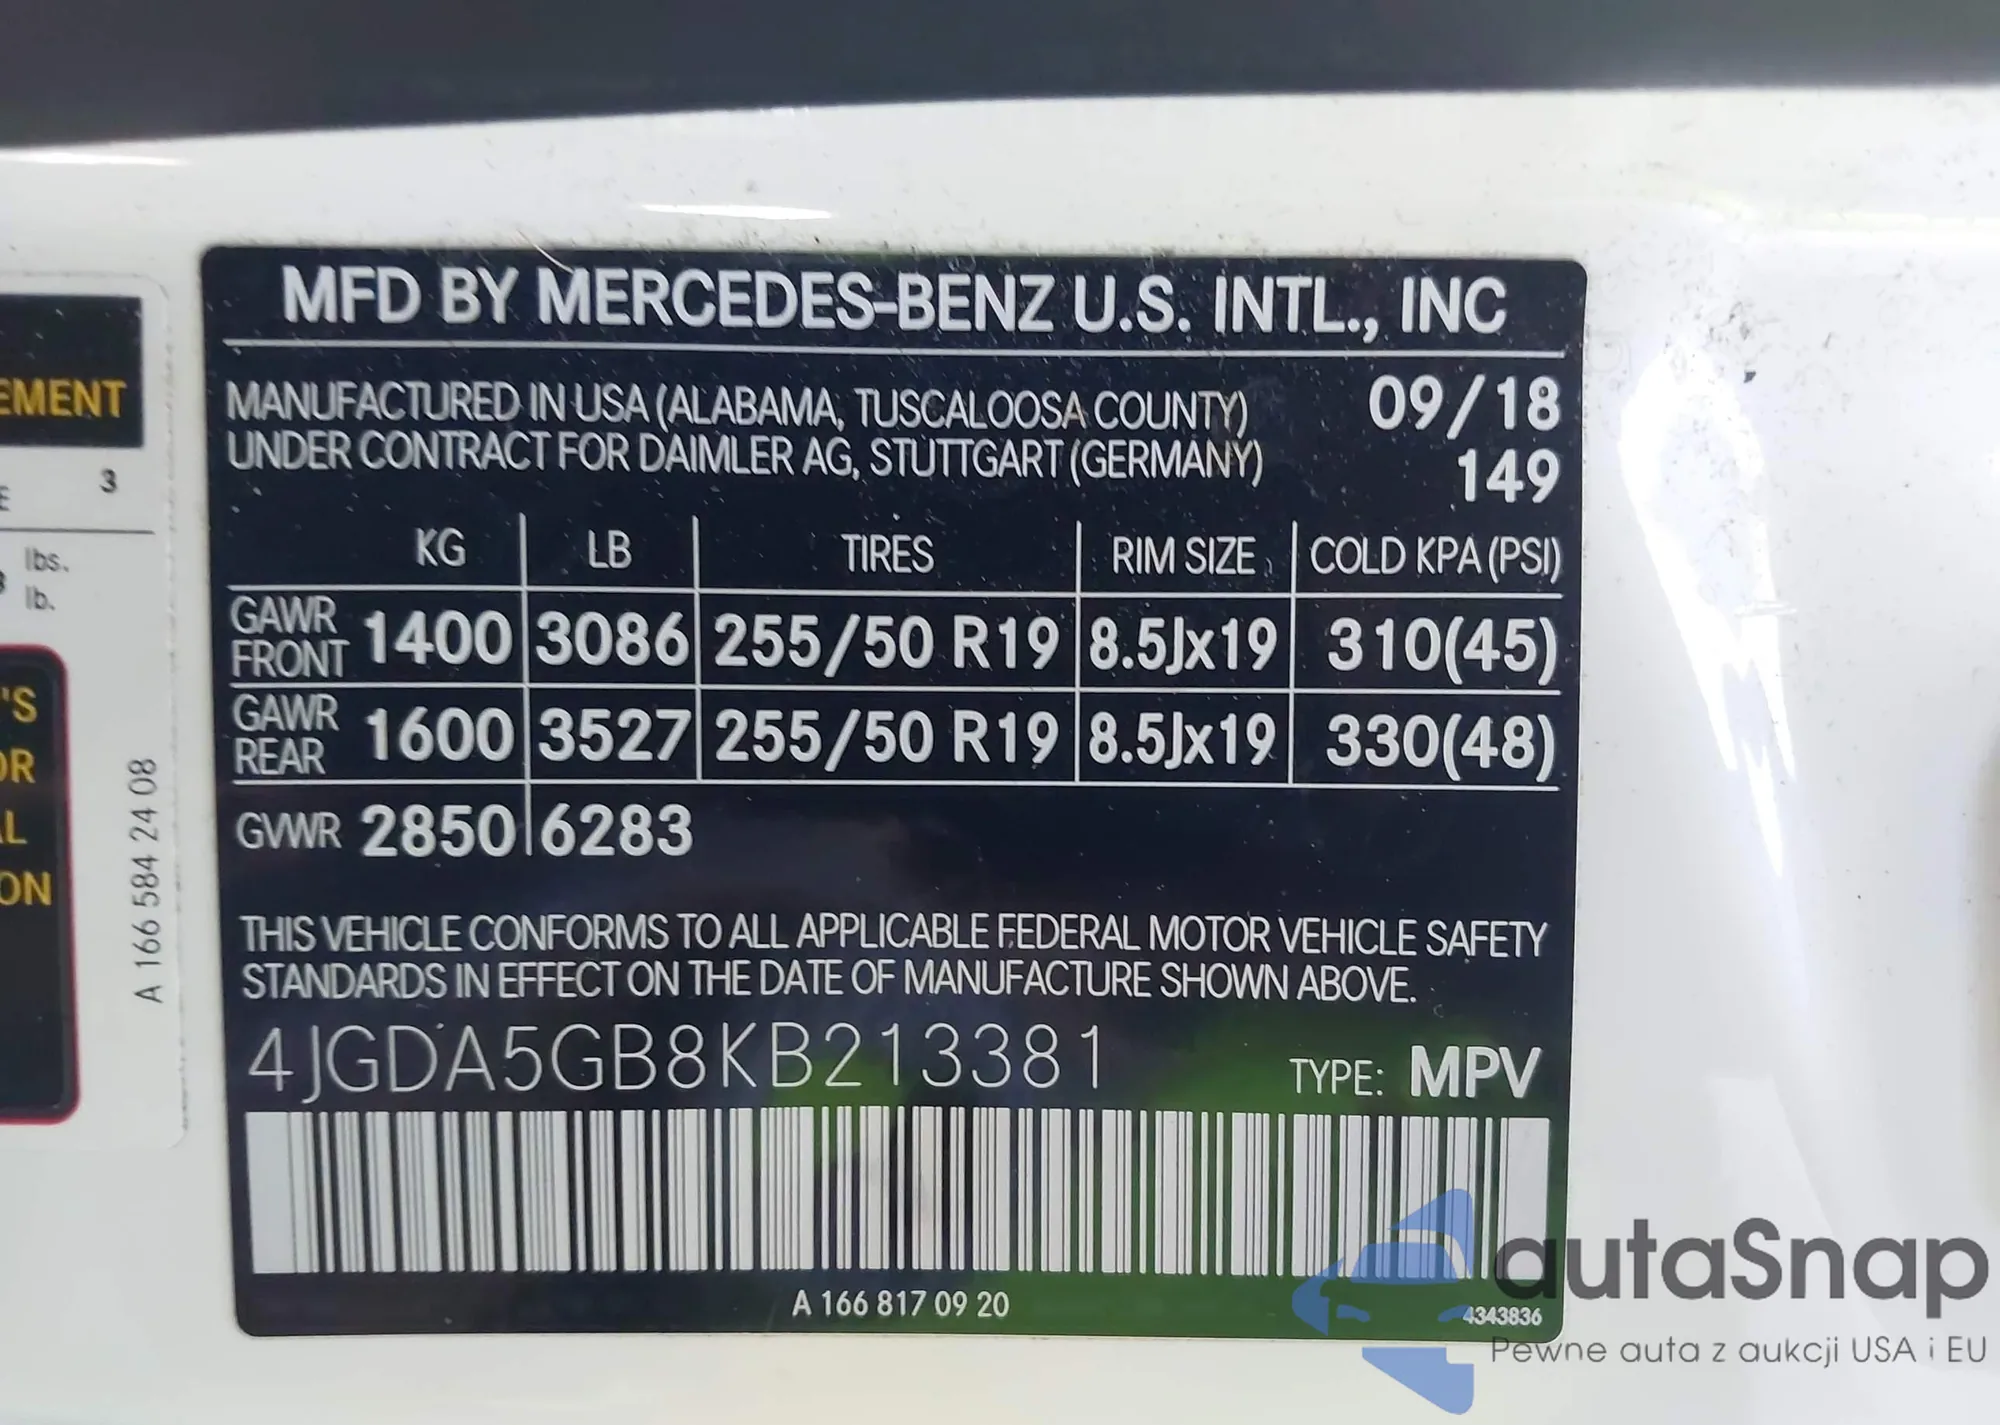 EMENT
3
lbs.
lb.
'S
OR
AL
ON
A 166 584 24 08
MFD BY MERCEDES-BENZ U.S. INTL., INC
MANUFACTURED IN USA (ALABAMA, TUSCALOOSA COUNTY) 09/18
UNDER CONTRACT FOR DAIMLER AG, STUTTGART (GERMANY) 149
KG LB TIRES RIM SIZE COLD KPA (PSI)
GAWR FRONT 1400 3086 255/50 R19 8.5Jx19 310(45)
GAWR REAR 1600 3527 255/50 R19 8.5Jx19 330(48)
GVWR 2850 6283
THIS VEHICLE CONFORMS TO ALL APPLICABLE FEDERAL MOTOR VEHICLE SAFETY
STANDARDS IN EFFECT ON THE DATE OF MANUFACTURE SHOWN ABOVE.
4JGDA5GB8KB213381 TYPE: MPV
A 166 817 09 20
4343836
autaSnap
Pewne auta z aukcji USA i EU